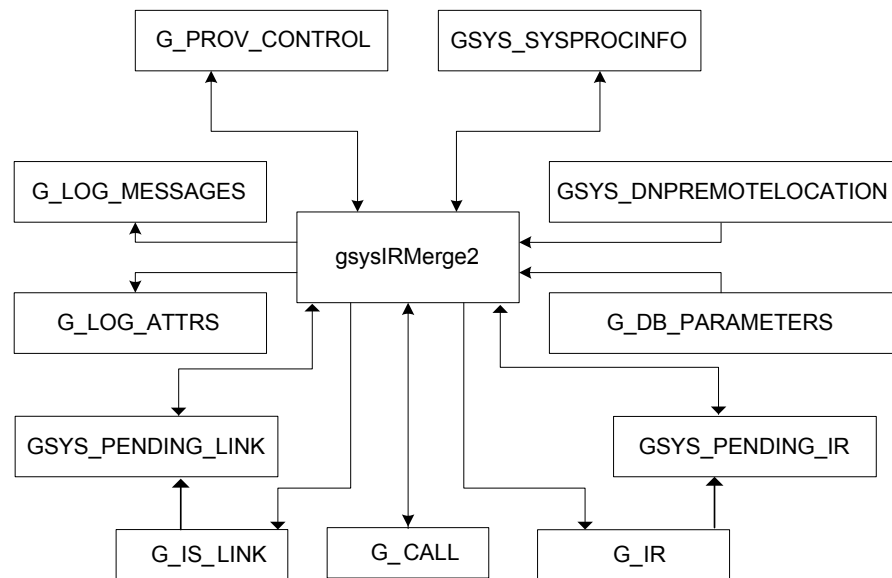 G_PROV_CONTROL
GSYS_SYSPROCINFO
G_LOG_MESSAGES
GSYS_DNPREMOTELOCATION
gsysIRMerge2
G_LOG_ATTRS
G_DB_PARAMETERS
GSYS_PENDING_LINK
GSYS_PENDING_IR
G_IS_LINK
G_CALL
G_IR